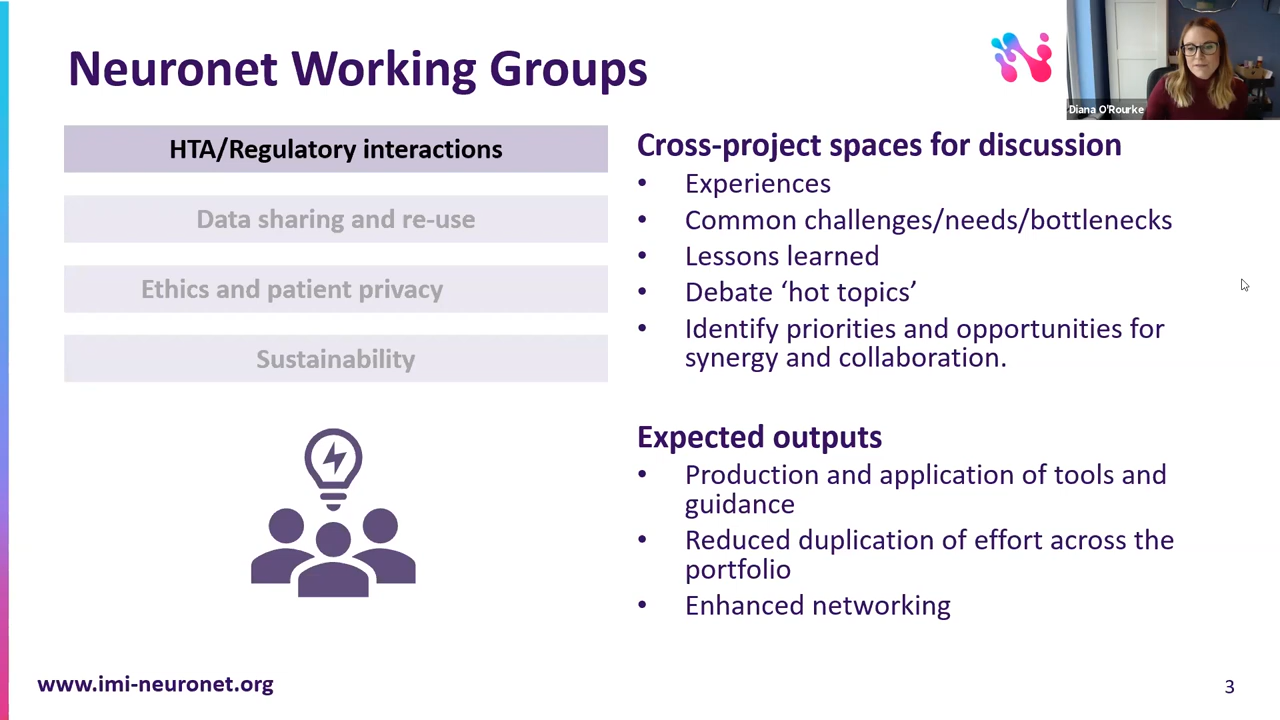 Neuronet Working Groups
Diana O'Rourke
HTA/Regulatory interactions
Data sharing and re-use
Ethics and patient privacy
Sustainability
Cross-project spaces for discussion
• Experiences
• Common challenges/needs/bottlenecks
• Lessons learned
• Debate ‘hot topics’
• Identify priorities and opportunities for
synergy and collaboration.
Expected outputs
• Production and application of tools and
guidance
• Reduced duplication of effort across the
portfolio
• Enhanced networking
www.imi-neuronet.org
3